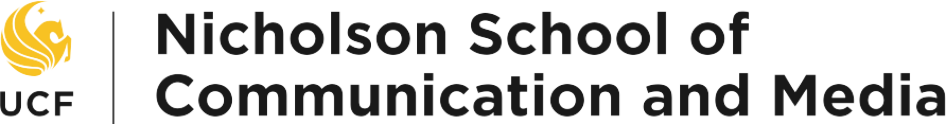 UCF
Nicholson School of
Communication and Media